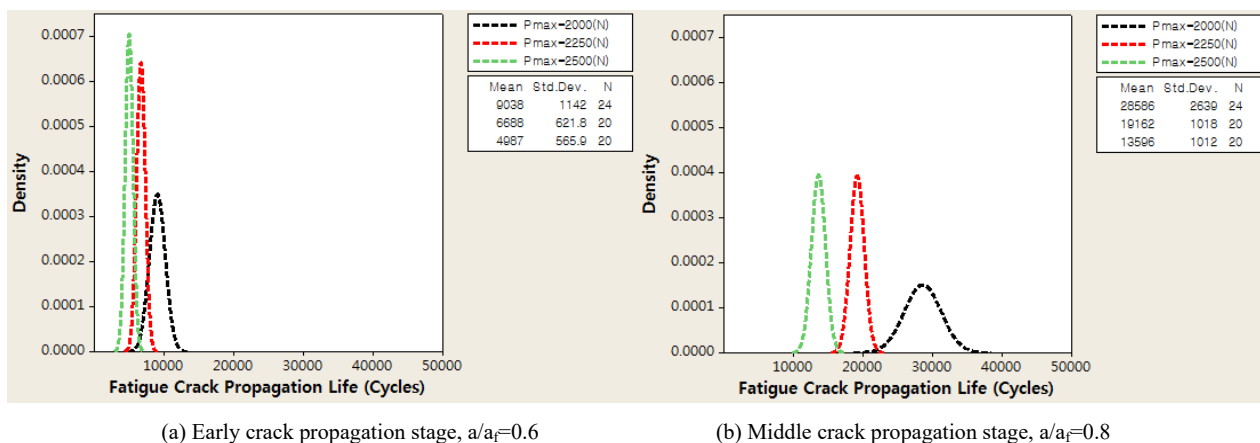 Pmax-2000(N)
Pmax-2250(N)
Pmax-2500(N)
Mean Std.Dev. N
9038 1142 24
6688 621.8 20
4987 565.9 20
0.0007
0.0006
0.0005
0.0004
0.0003
0.0002
0.0001
0.0000
Density
10000 20000 30000 40000 50000
Fatigue Crack Propagation Life (Cycles)
(a) Early crack propagation stage, a/af=0.6
Pmax-2000(N)
Pmax-2250(N)
Pmax-2500(N)
Mean Std.Dev. N
28586 2639 24
19162 1018 20
13596 1012 20
0.0007
0.0006
0.0005
0.0004
0.0003
0.0002
0.0001
0.0000
Density
10000 20000 30000 40000 50000
Fatigue Crack Propagation Life (Cycles)
(b) Middle crack propagation stage, a/af=0.8